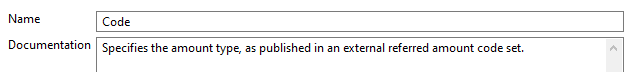 Name Code
Documentation Specifies the amount type, as published in an external referred amount code set.